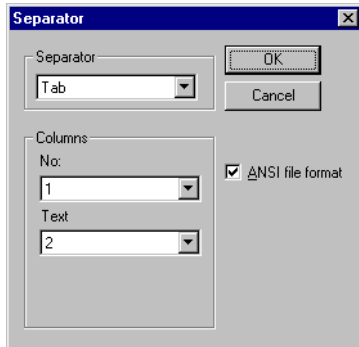 Separator
Separator
Tab
OK
Cancel
Columns
No:
1
Text
2
ANSI file format